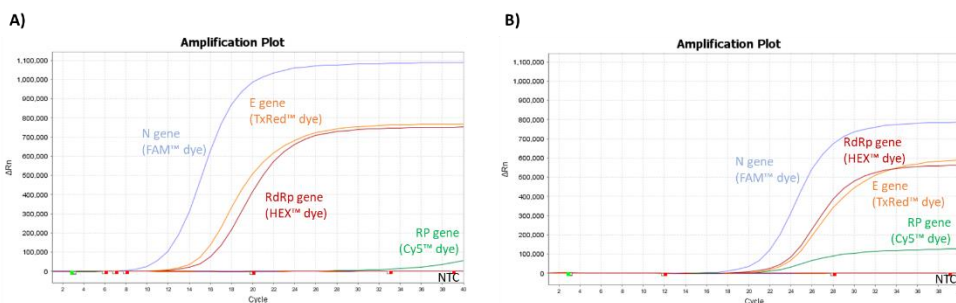 A)
Amplification Plot
1,100,000
1,000,000
900,000
800,000
700,000
600,000
500,000
400,000
300,000
200,000
100,000
0
ΔRn
N gene
(FAM™ dye)
E gene
(TxRed™ dye)
RdRp gene
(HEX™ dye)
RP gene
(Cy5™ dye)
NTC
2 4 6 8 10 12 14 16 18 20 22 24 26 28 30 32 34 36 38 40
Cycle
B)
Amplification Plot
1,100,000
1,000,000
900,000
800,000
700,000
600,000
500,000
400,000
300,000
200,000
100,000
0
ΔRn
N gene
(FAM™ dye)
RdRp gene
(HEX™ dye)
E gene
(TxRed™ dye)
RP gene
(Cy5™ dye)
NTC
2 4 6 8 10 12 14 16 18 20 22 24 26 28 30 32 34 36 38
Cycle